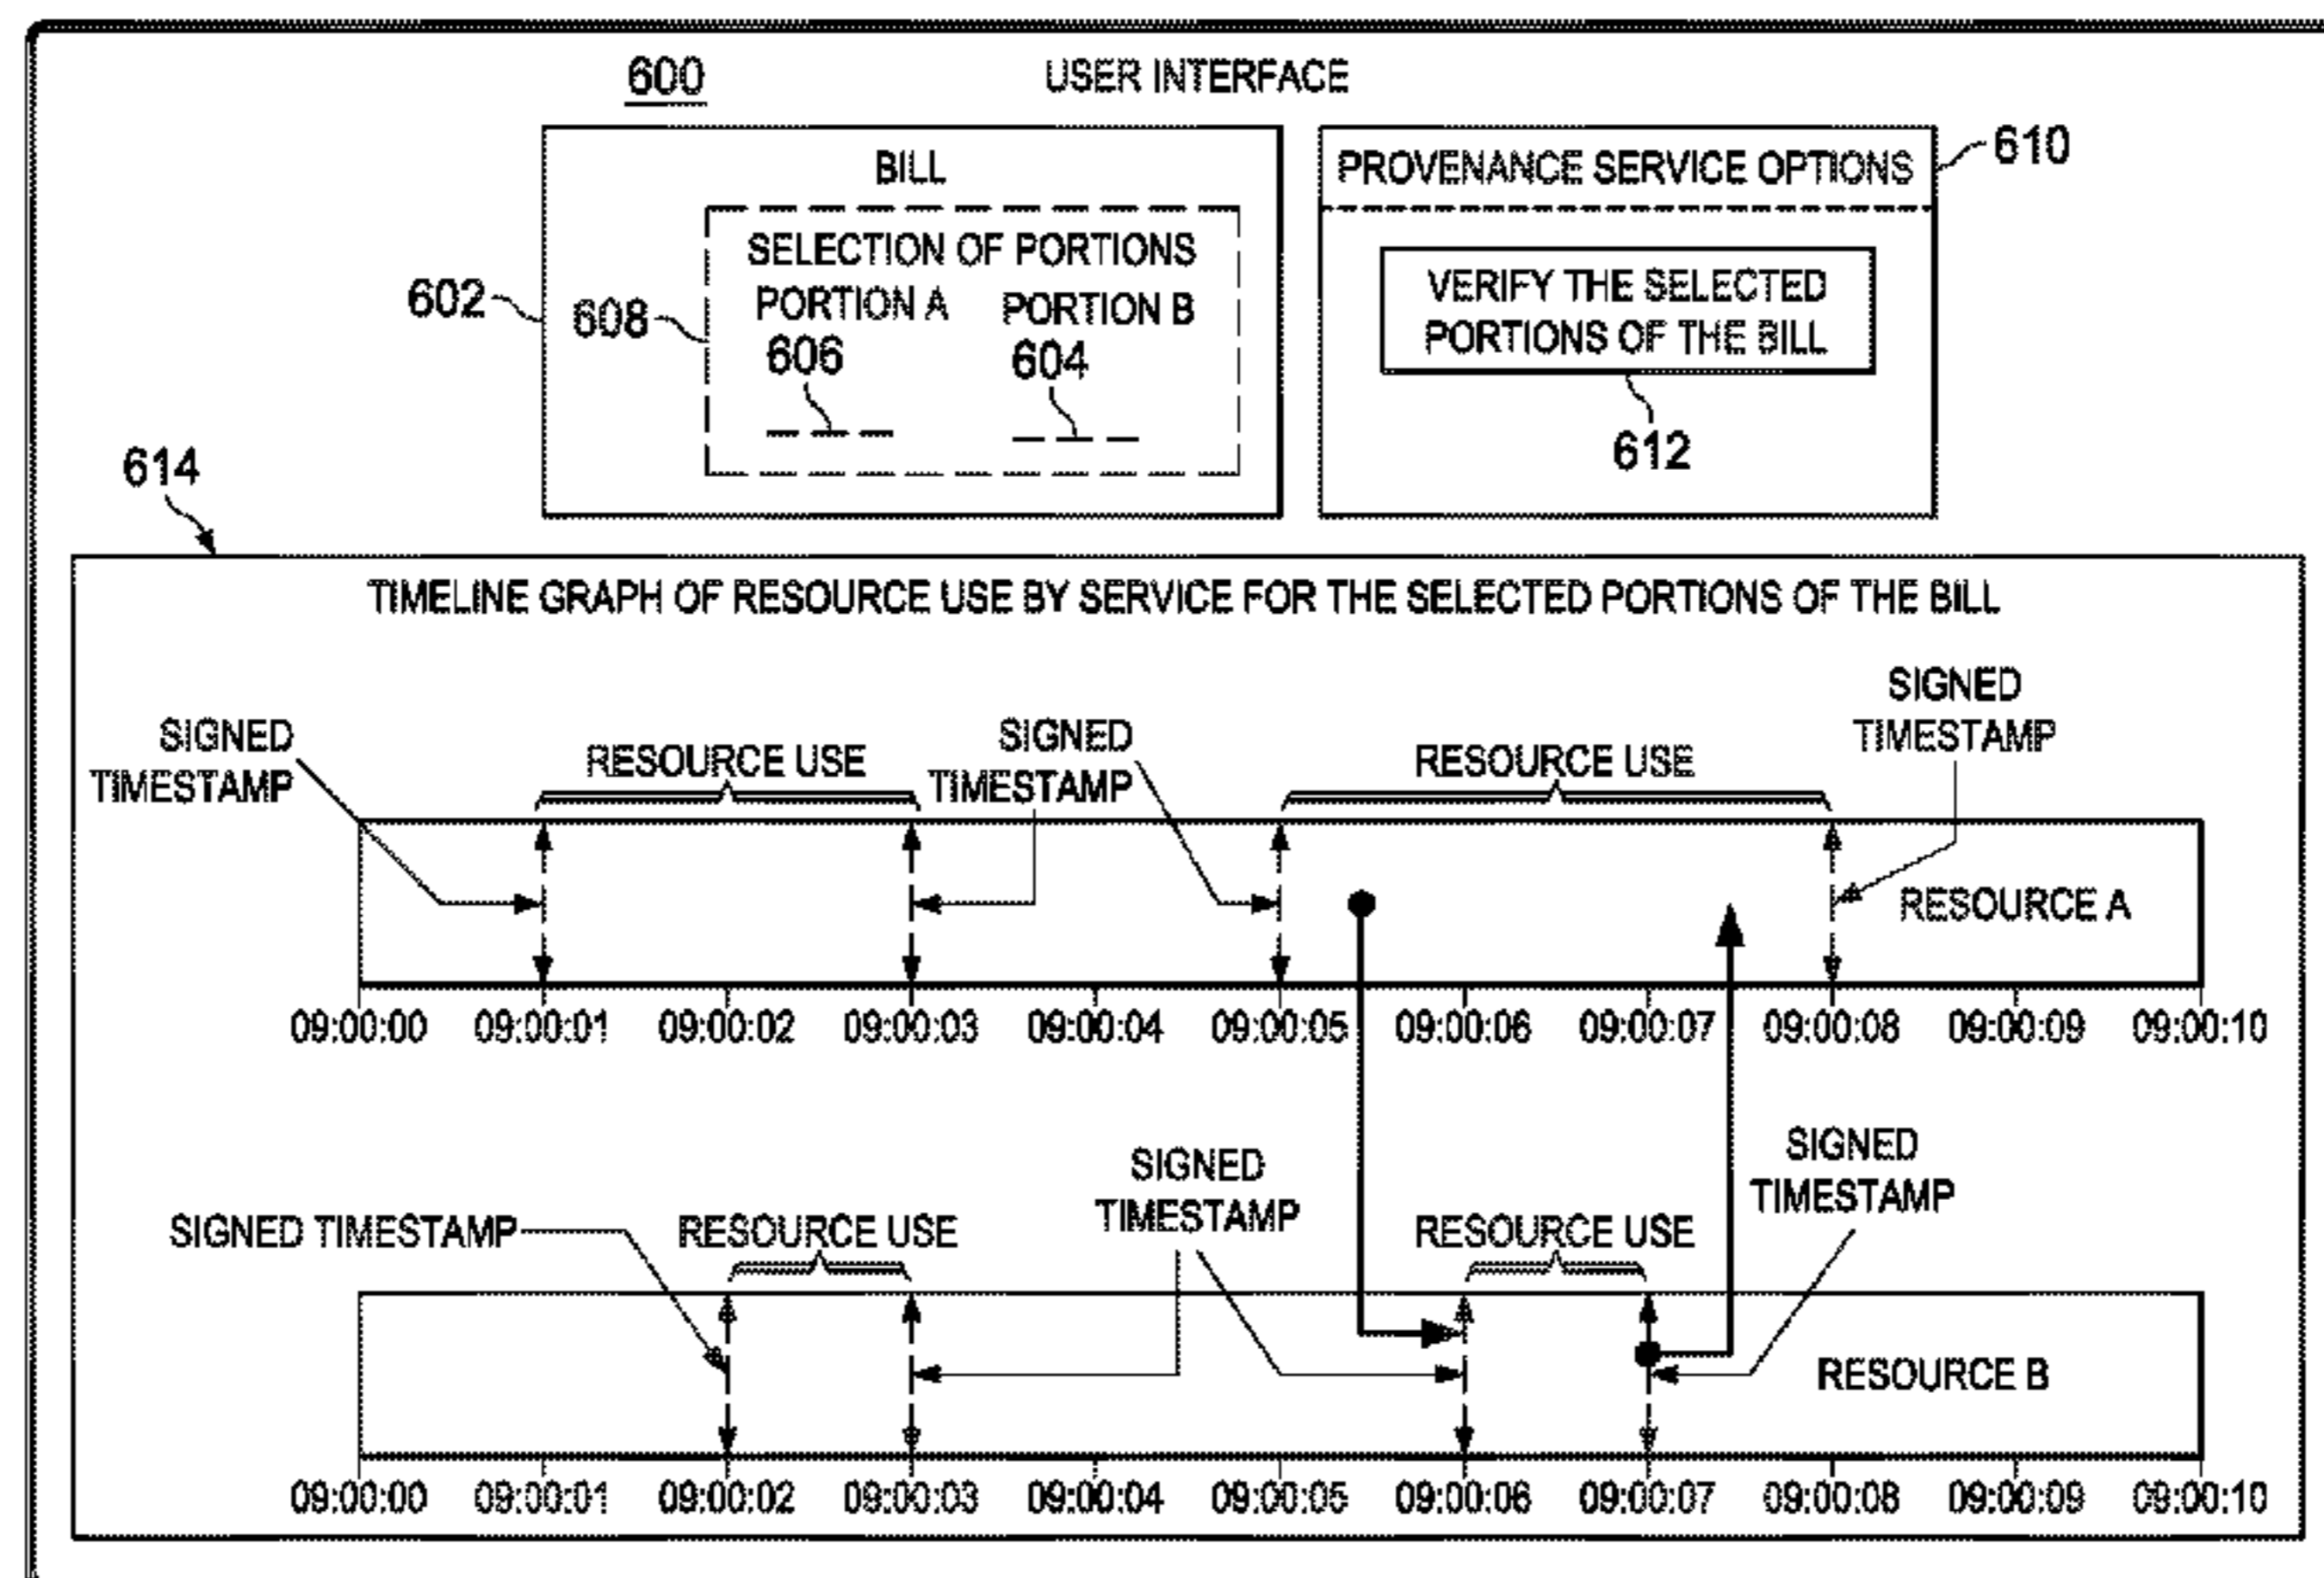 600
USER INTERFACE
BILL
SELECTION OF PORTIONS
PORTION A
PORTION B
606
604
602
608
PROVENANCE SERVICE OPTIONS
610
VERIFY THE SELECTED
PORTIONS OF THE BILL
612
614
TIMELINE GRAPH OF RESOURCE USE BY SERVICE FOR THE SELECTED PORTIONS OF THE BILL
SIGNED
TIMESTAMP
RESOURCE USE
SIGNED
TIMESTAMP
RESOURCE USE
SIGNED
TIMESTAMP
RESOURCE A
09:00:00 09:00:01 09:00:02 09:00:03 09:00:04 09:00:05 09:00:06 09:00:07 09:00:08 09:00:09 09:00:10
SIGNED TIMESTAMP
RESOURCE USE
SIGNED
TIMESTAMP
RESOURCE USE
SIGNED
TIMESTAMP
RESOURCE B
09:00:00 09:00:01 09:00:02 09:00:03 09:00:04 09:00:05 09:00:06 09:00:07 09:00:08 09:00:09 09:00:10